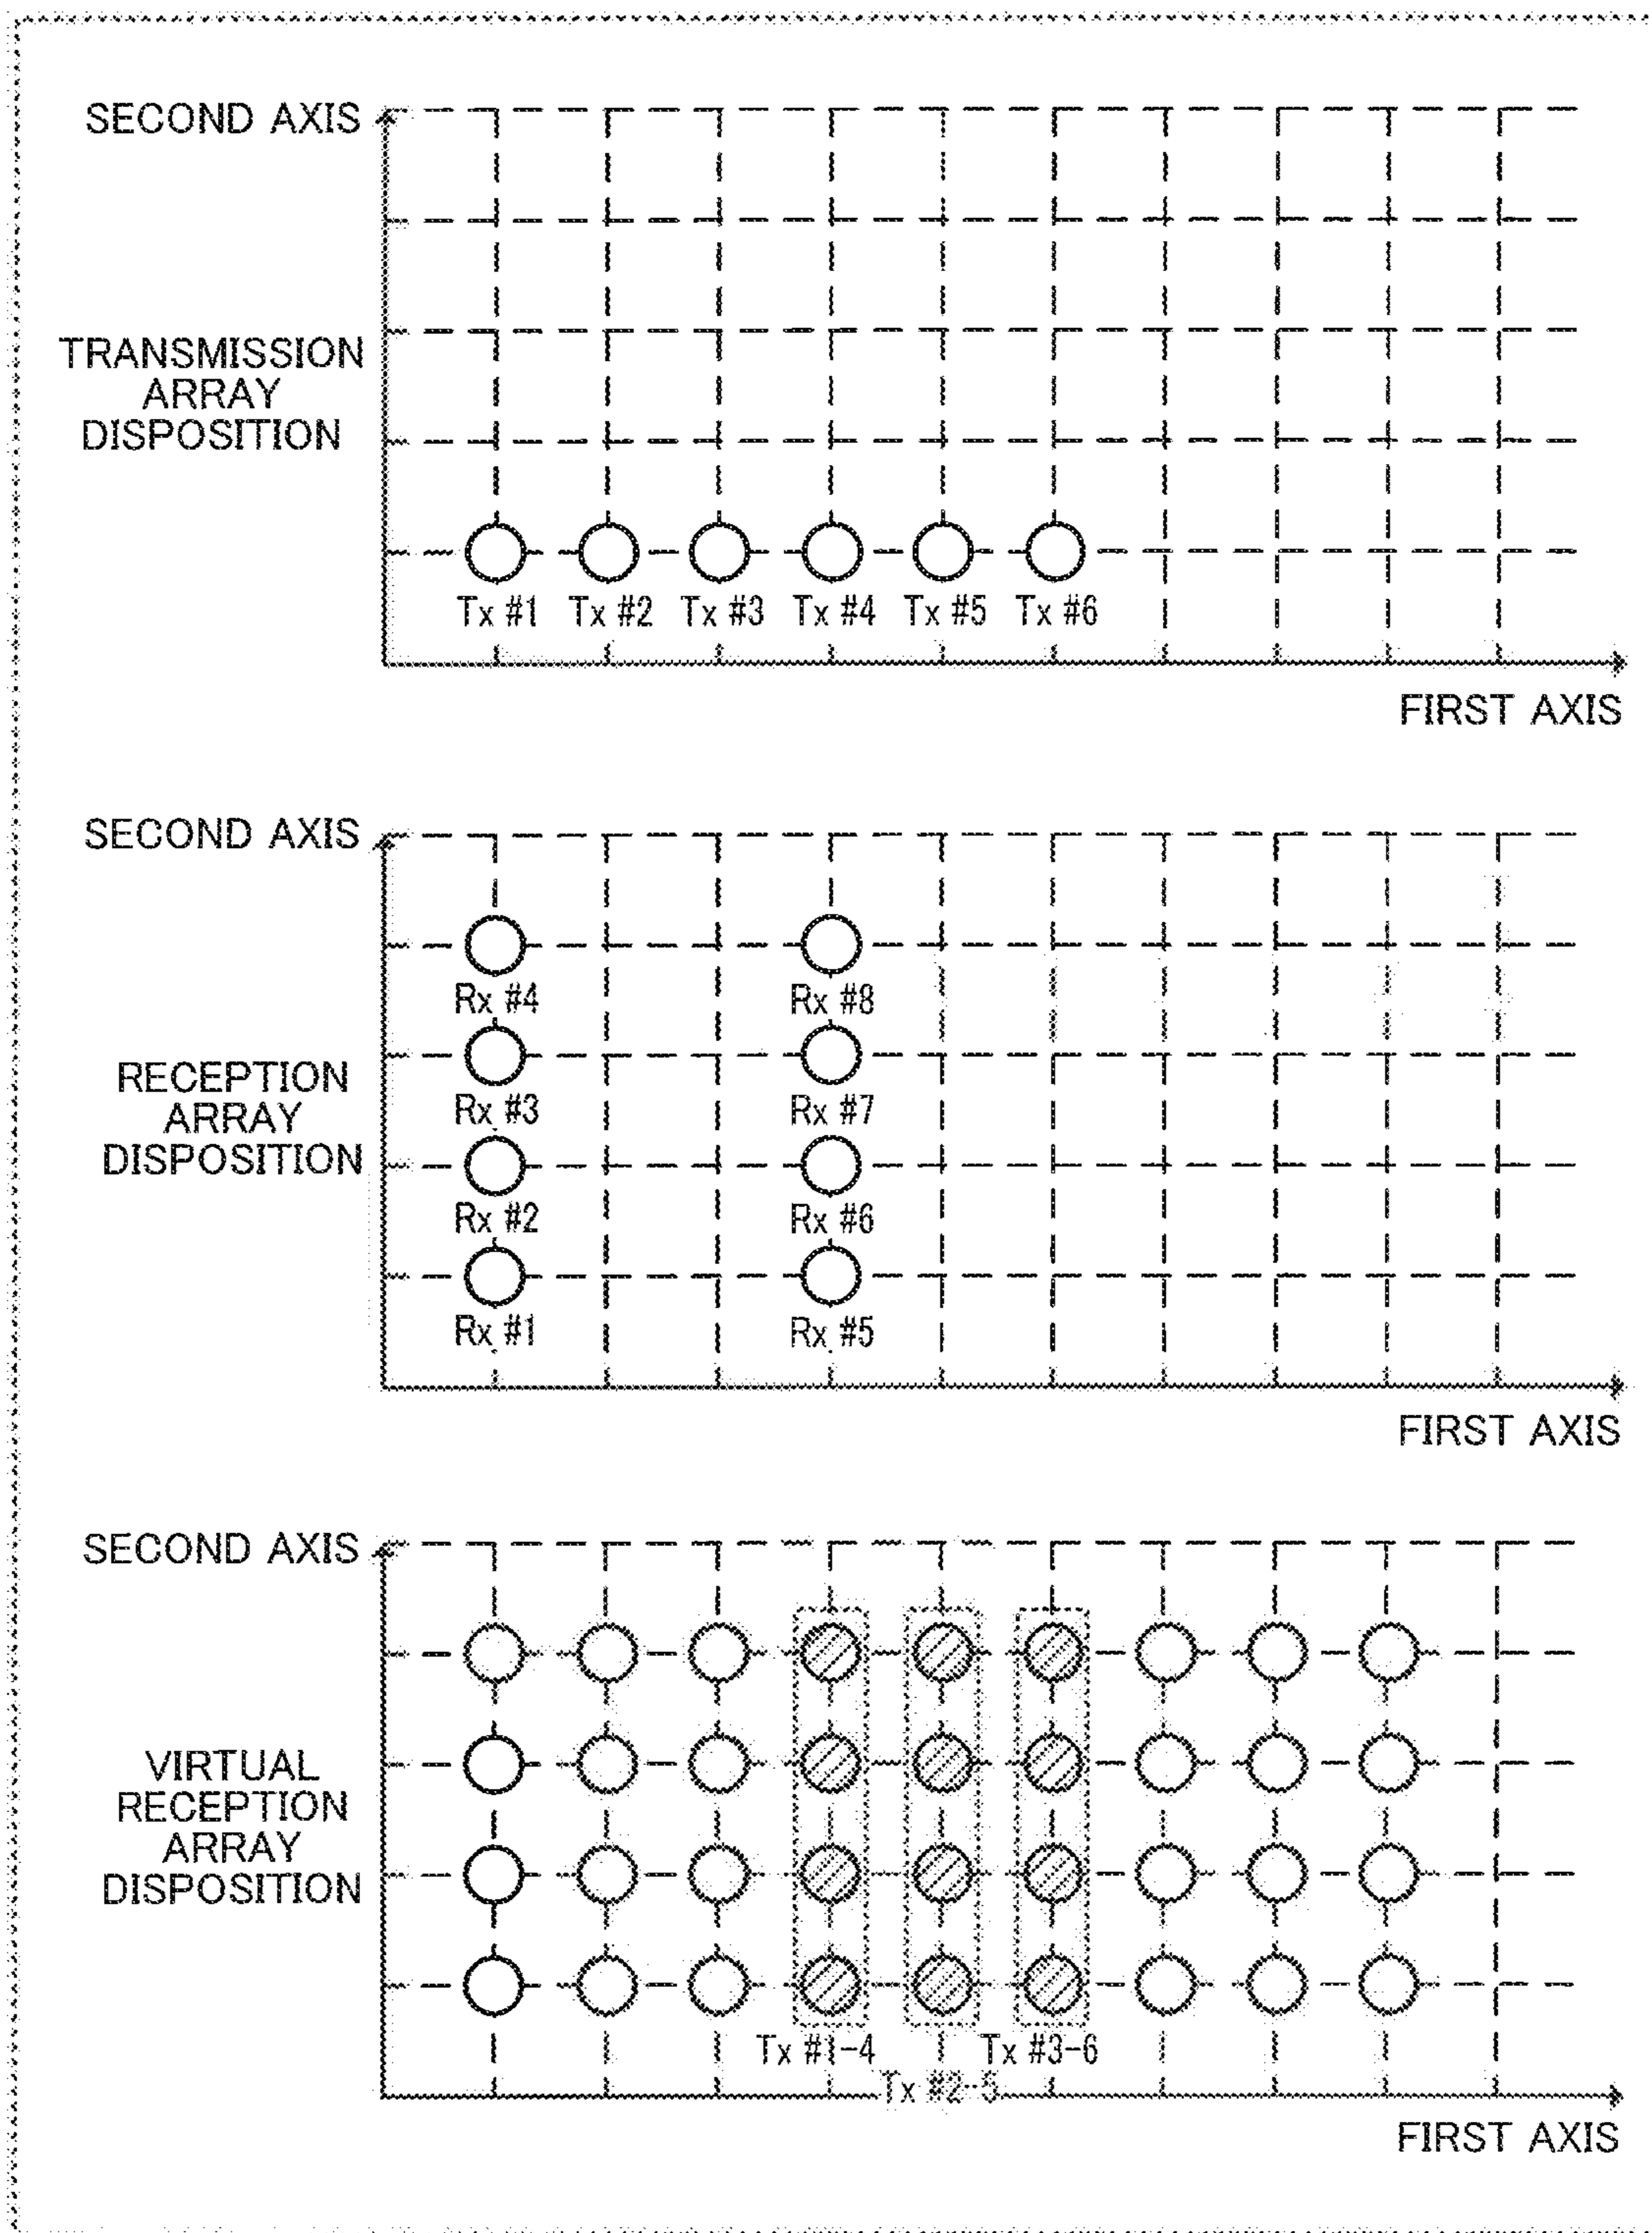 SECOND AXIS
TRANSMISSION
ARRAY
DISPOSITION
Tx #1 Tx #2 Tx #3 Tx #4 Tx #5 Tx #6
FIRST AXIS
SECOND AXIS
Rx #4 Rx #8
RECEPTION
ARRAY
DISPOSITION
Rx #3 Rx #7
Rx #2 Rx #6
Rx #1 Rx #5
FIRST AXIS
SECOND AXIS
VIRTUAL
RECEPTION
ARRAY
DISPOSITION
Tx #1-4 Tx #3-6
Tx #2-5
FIRST AXIS